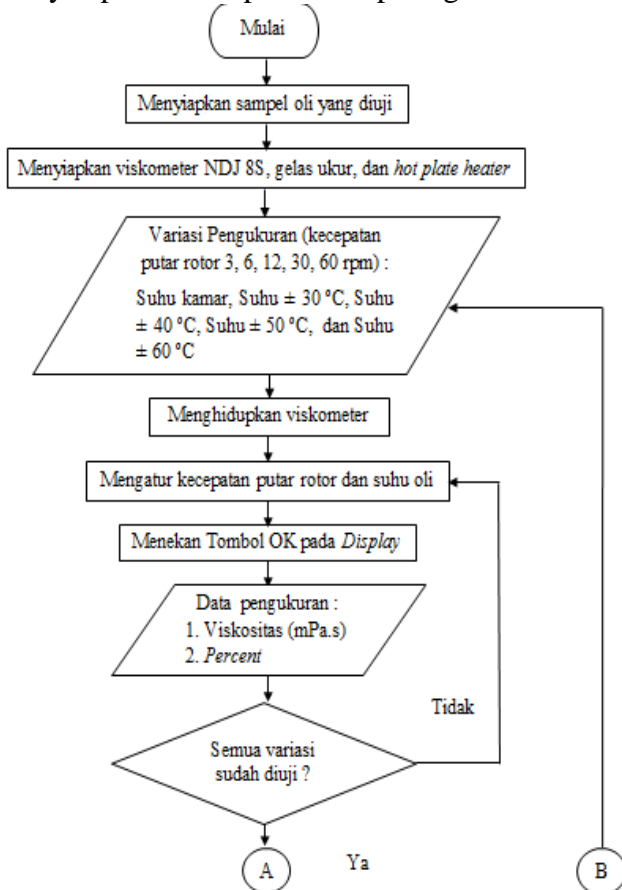 Mulai
Menyiapkan sampel oli yang diuji
Menyiapkan viskometer NDJ 8S, gelas ukur, dan hot plate heater
Variasi Pengukuran (kecepatan
putar rotor 3, 6, 12, 30, 60 rpm) :
Suhu kamar, Suhu ± 30 °C, Suhu
± 40 °C, Suhu ± 50 °C, dan Suhu
± 60 °C
Menghidupkan viskometer
Mengatur kecepatan putar rotor dan suhu oli
Menekan Tombol OK pada Display
Data pengukuran :
1. Viskositas (mPa.s)
2. Percent
Tidak
Semua variasi
sudah diuji ?
Ya
A
B